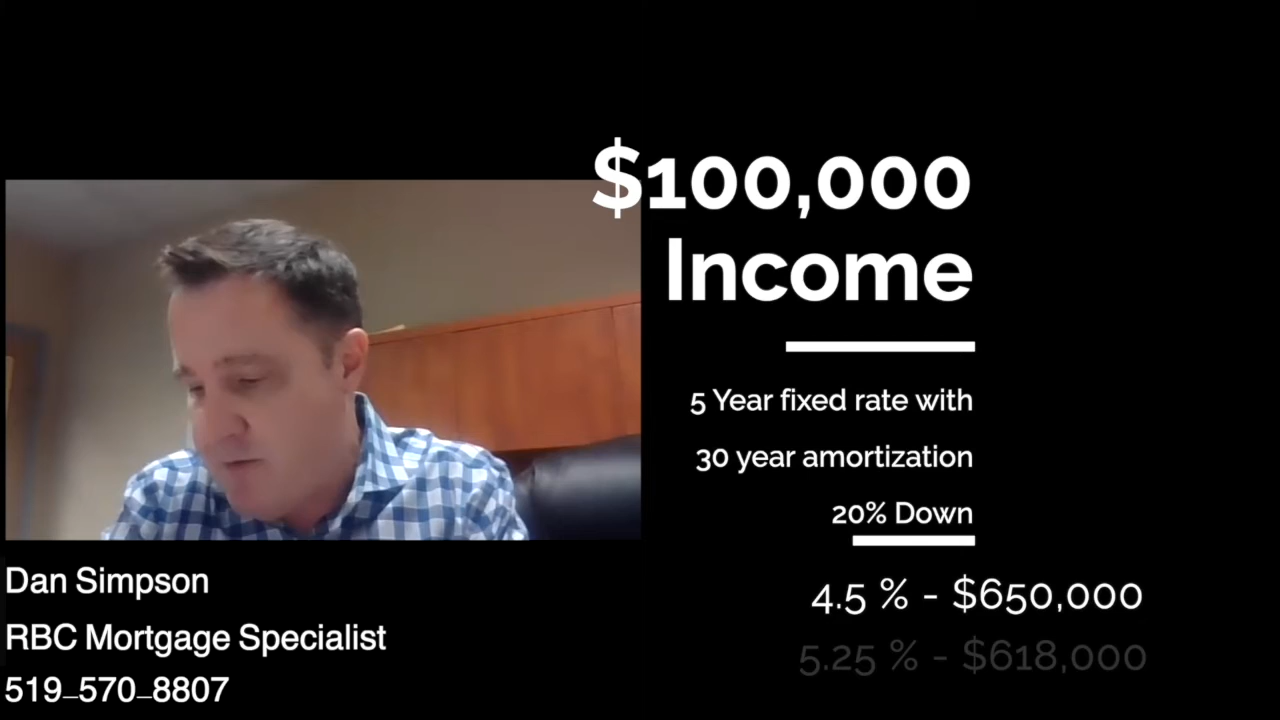 $100,000
Income
5 Year fixed rate with
30 year amortization
20% Down
4.5 % - $650,000
5.25 % - $618,000
Dan Simpson
RBC Mortgage Specialist
519-570-8807